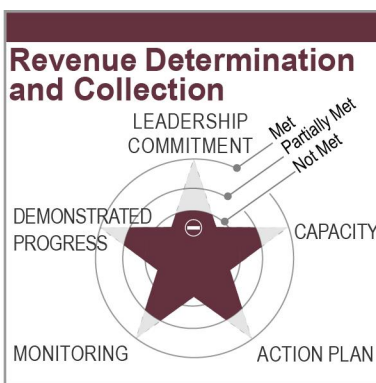 Revenue Determination
and Collection
LEADERSHIP
COMMITMENT
Met
Partially Met
Not Met
DEMONSTRATED
PROGRESS
CAPACITY
MONITORING
ACTION PLAN